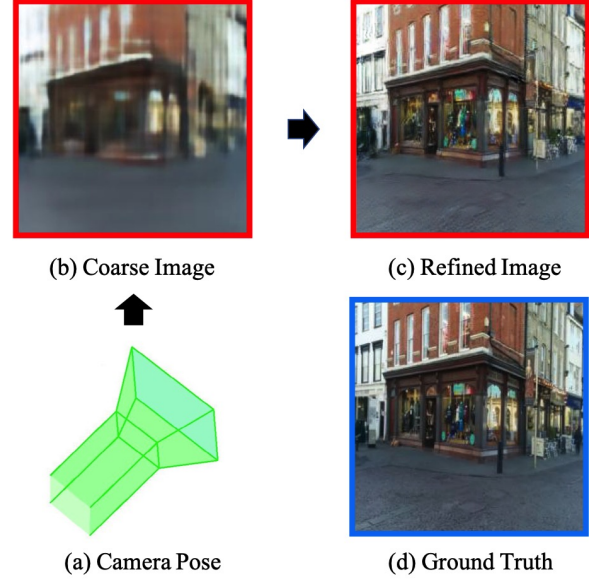 (b) Coarse Image
(c) Refined Image
(a) Camera Pose
(d) Ground Truth